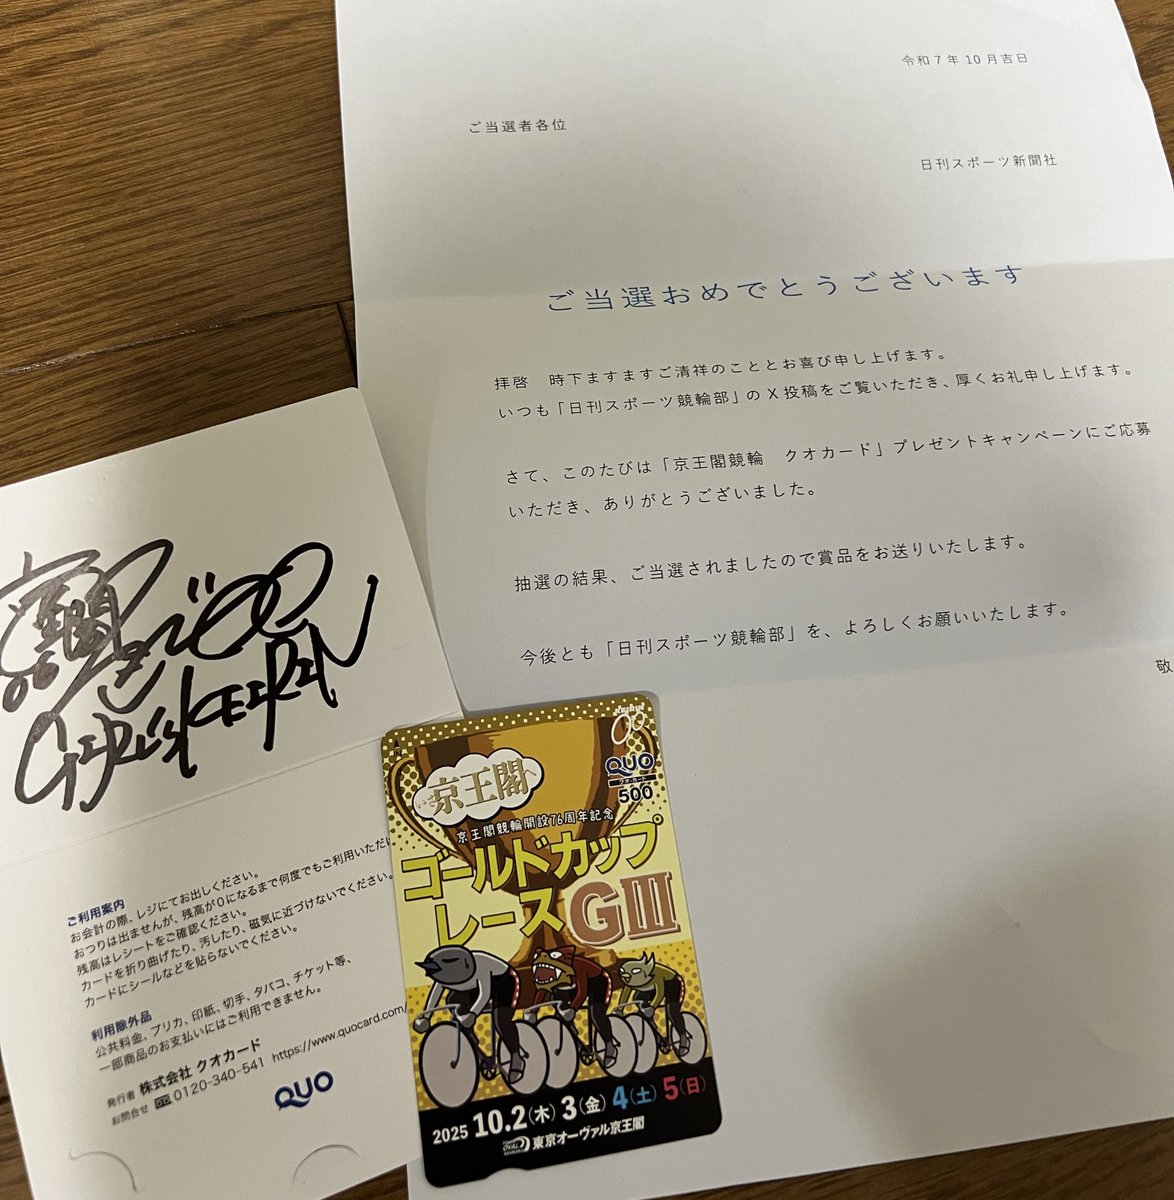 令和7年10月吉日
ご当選者各位
日刊スポーツ新聞社
ご当選おめでとうございます
拝啓　時下ますますご清祥のこととお喜び申し上げます。
いつも「日刊スポーツ競輪部」のX投稿をご覧いただき、厚くお礼申し上げます。
さて、このたびは「京王閣競輪　クオカード」プレゼントキャンペーンにご応募
いただき、ありがとうございました。
抽選の結果、ご当選されましたので賞品をお送りいたします。
今後とも「日刊スポーツ競輪部」を、よろしくお願いいたします。
敬
GIRL'S KEIRIN
ご利用案内
お会計の際、レジにてお出しください。
おつりは出ませんが、残高が0になるまで何度でもご利用いただけ
残高はレシートをご確認ください。
カードを折り曲げたり、汚したり、磁気に近づけないでください。
カードにシールなどを貼らないでください。
利用除外品
公共料金、プリカ、印紙、切手、タバコ、チケット等、
一部商品のお支払いにはご利用できません。
発行者 株式会社 クオカード
お問合せ 0120-340-541 https://www.quocard.com/
QUO
KEIRIN
QUO
クオ・カード
500
京王閣
京王閣競輪開設76周年記念
ゴールドカップ
レース GIII
2025 10.2(木) 3(金) 4(土) 5(日)
東京オーヴァル京王閣